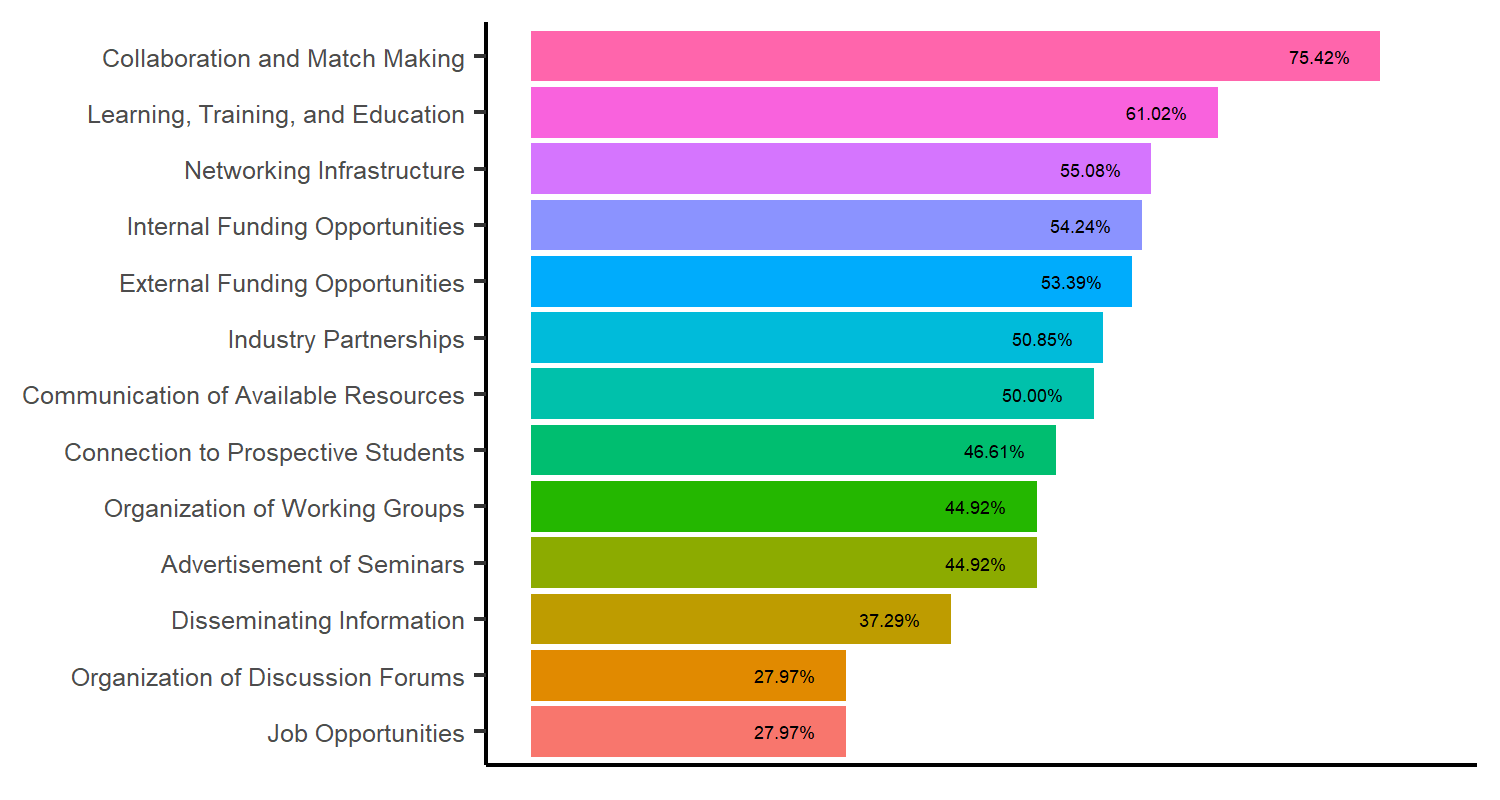 Collaboration and Match Making 75.42%
Learning, Training, and Education 61.02%
Networking Infrastructure 55.08%
Internal Funding Opportunities 54.24%
External Funding Opportunities 53.39%
Industry Partnerships 50.85%
Communication of Available Resources 50.00%
Connection to Prospective Students 46.61%
Organization of Working Groups 44.92%
Advertisement of Seminars 44.92%
Disseminating Information 37.29%
Organization of Discussion Forums 27.97%
Job Opportunities 27.97%